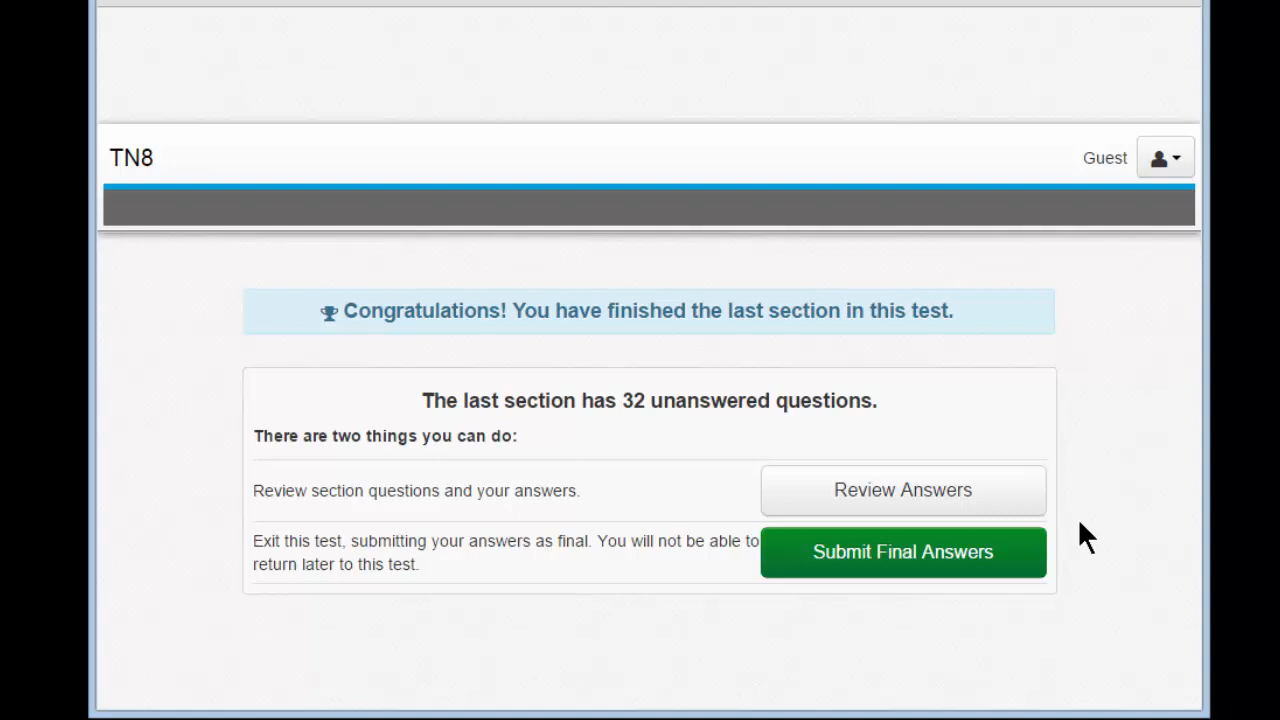 TN8
Guest
Congratulations! You have finished the last section in this test.
The last section has 32 unanswered questions.
There are two things you can do:
Review section questions and your answers.
Review Answers
Exit this test, submitting your answers as final. You will not be able to
return later to this test.
Submit Final Answers